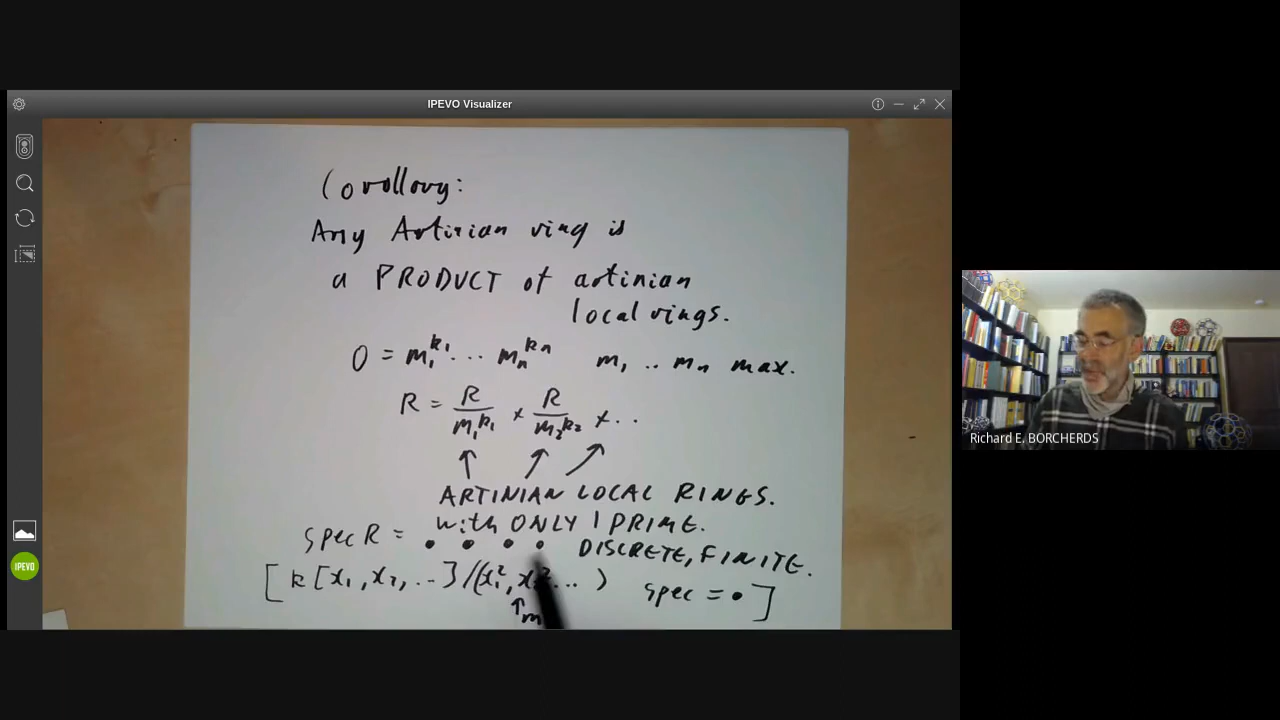 IPEVO Visualizer
Corollary:
Any Artinian ring is
a PRODUCT of artinian
local rings.
0 = m₁^k₁ ... mₙ^kₙ m₁ .. mₙ max.
R = R/m₁^k₁ × R/m₂^k₂ × ...
ARTINIAN LOCAL RINGS.
with ONLY 1 PRIME.
spec R = • • • • DISCRETE, FINITE.
[ k[x₁, x₂, ...]/(x₁², x₂² ...) spec = • ]
↑m
IPEVO
Richard E. BORCHERDS